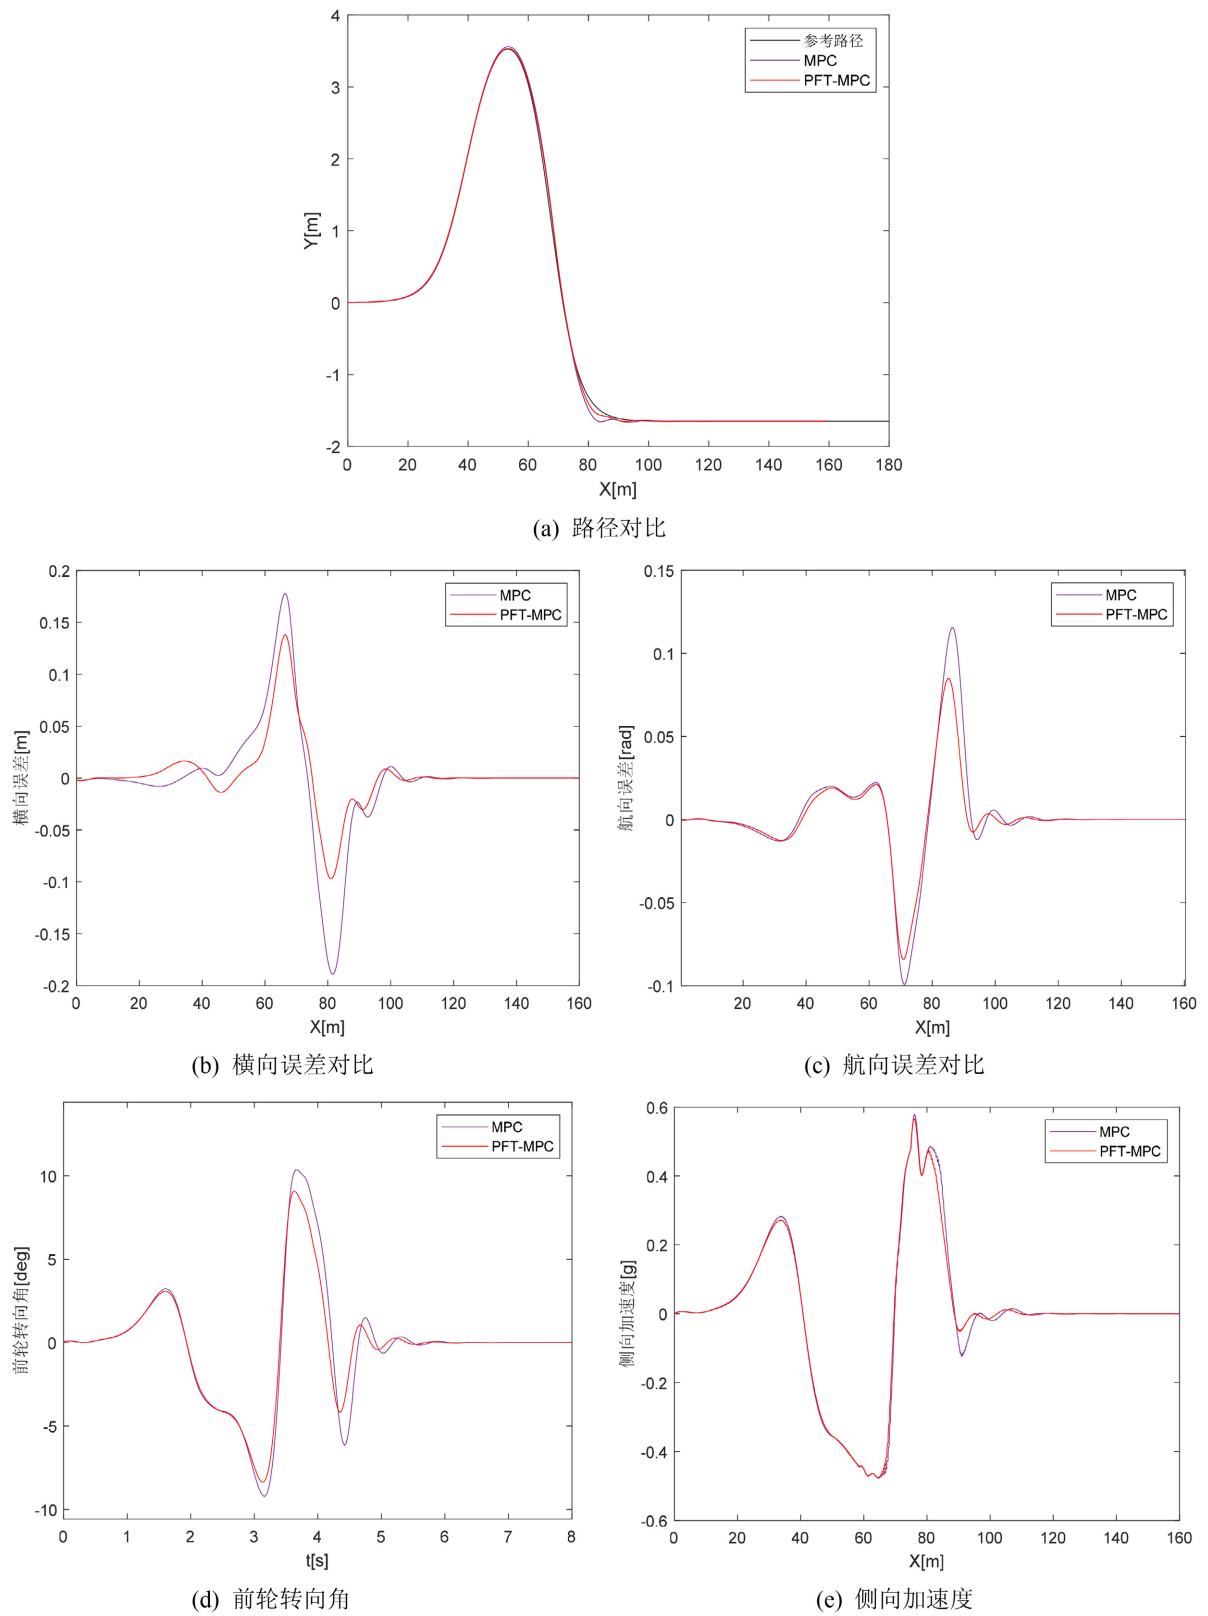 4
3
2
1
0
-1
-2
Y[m]
参考路径
MPC
PFT-MPC
0 20 40 60 80 100 120 140 160 180
X[m]
(a) 路径对比
0.2
0.15
0.1
0.05
0
-0.05
-0.1
-0.15
-0.2
横向误差[m]
MPC
PFT-MPC
0 20 40 60 80 100 120 140 160
X[m]
(b) 横向误差对比
0.15
0.1
0.05
0
-0.05
-0.1
航向误差[rad]
MPC
PFT-MPC
20 40 60 80 100 120 140 160
X[m]
(c) 航向误差对比
10
5
0
-5
-10
前轮转向角[deg]
MPC
PFT-MPC
0 1 2 3 4 5 6 7 8
t[s]
(d) 前轮转向角
0.6
0.4
0.2
0
-0.2
-0.4
-0.6
侧向加速度[g]
MPC
PFT-MPC
0 20 40 60 80 100 120 140 160
X[m]
(e) 侧向加速度